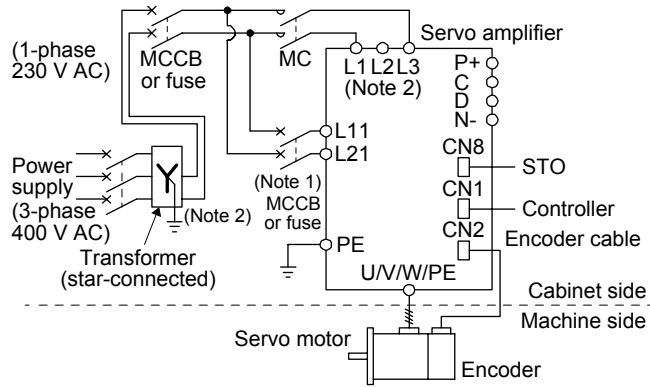 (1-phase
230 V AC)
MCCB
or fuse
MC
Servo amplifier
L1 L2 L3
(Note 2)
P+
C
D
N-
L11
L21
(Note 1)
MCCB
or fuse
CN8
STO
CN1
Controller
CN2
Encoder cable
Power
supply
(3-phase
400 V AC)
(Note 2)
Transformer
(star-connected)
PE
U/V/W/PE
Cabinet side
Machine side
Servo motor
Encoder